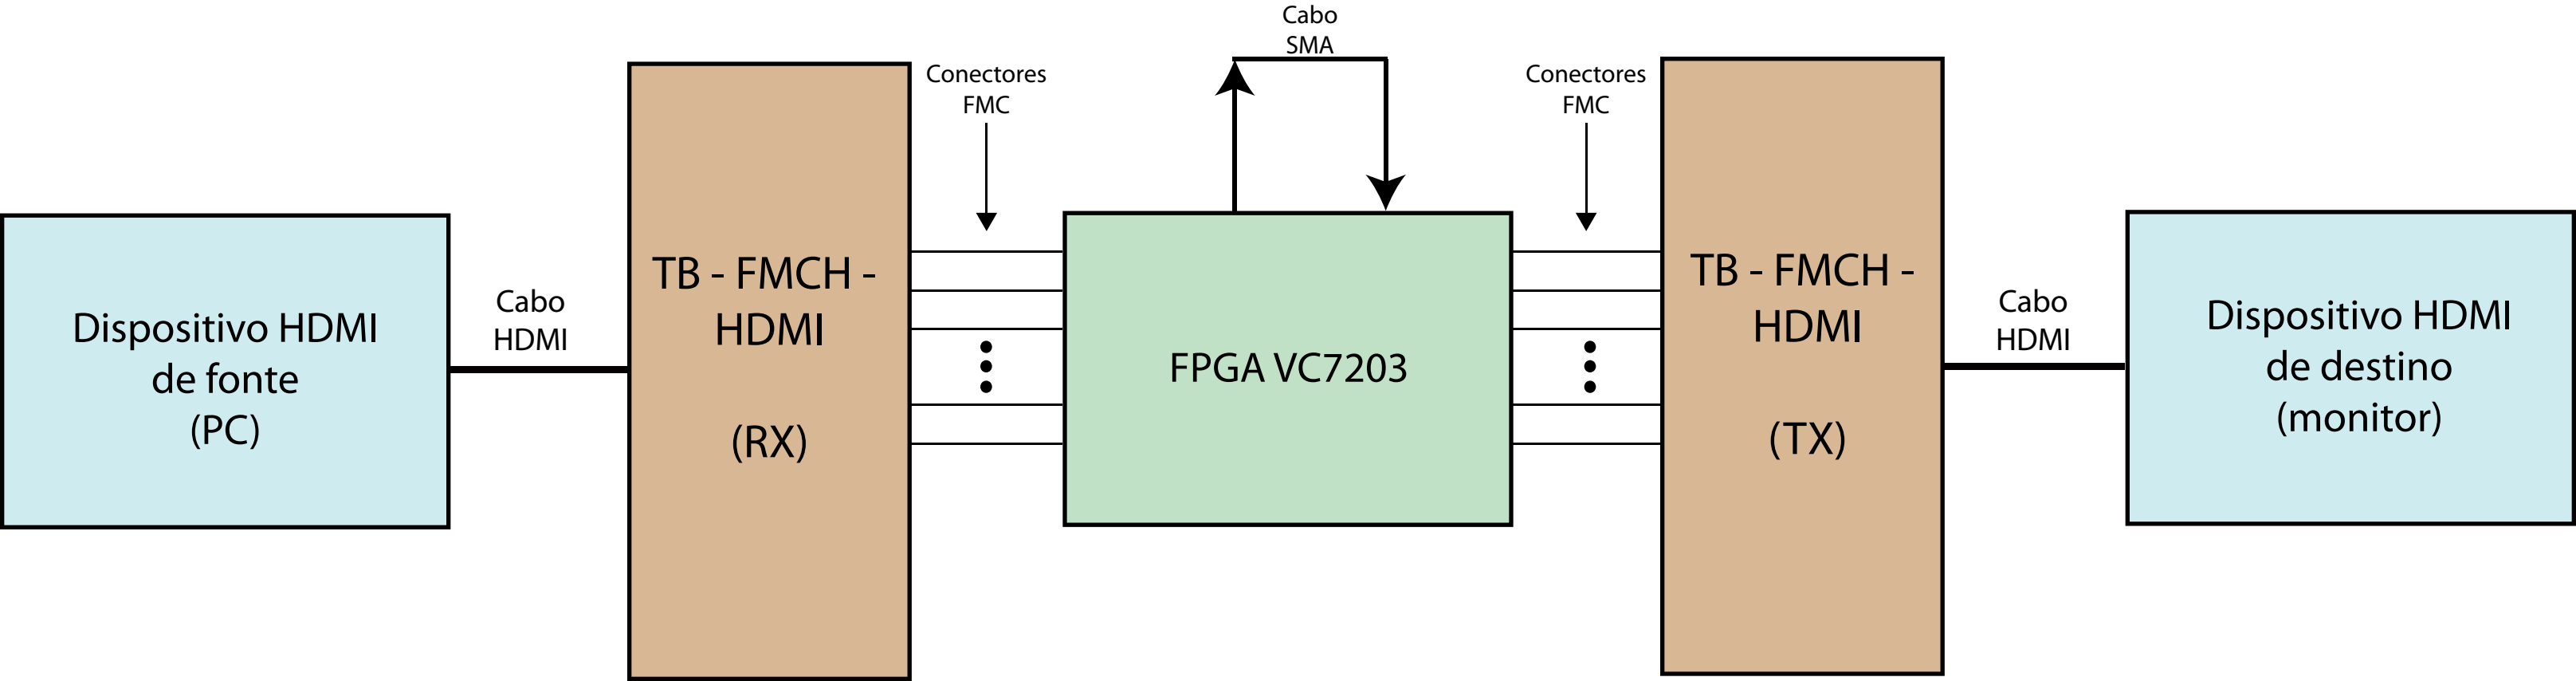 Dispositivo HDMI
de fonte
(PC)
Cabo
HDMI
TB - FMCH -
HDMI
(RX)
Conectores
FMC
Cabo
SMA
FPGA VC7203
Conectores
FMC
TB - FMCH -
HDMI
(TX)
Cabo
HDMI
Dispositivo HDMI
de destino
(monitor)